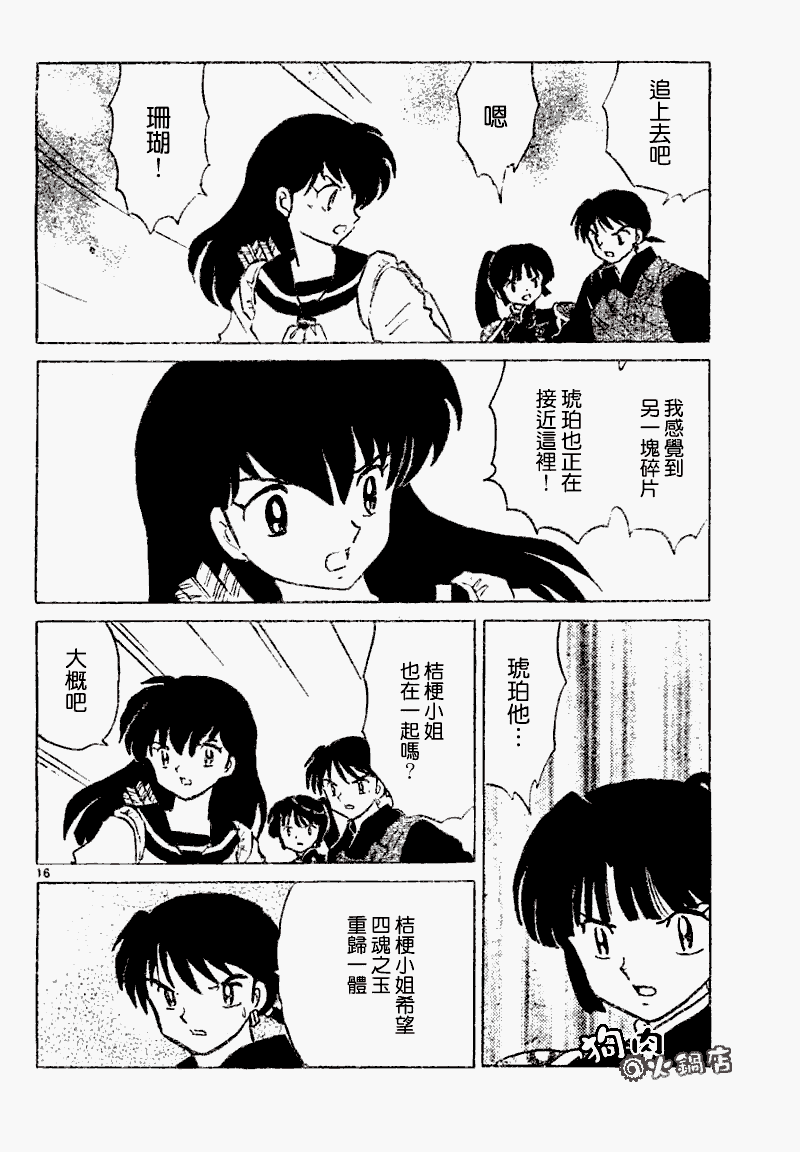 追上去吧
嗯
珊瑚！
我感覺到
另一塊碎片
琥珀也正在
接近這裡！
琥珀他…
桔梗小姐
也在一起嗎？
大概吧
16
桔梗小姐希望
四魂之玉
重歸一體
狗肉
火鍋店